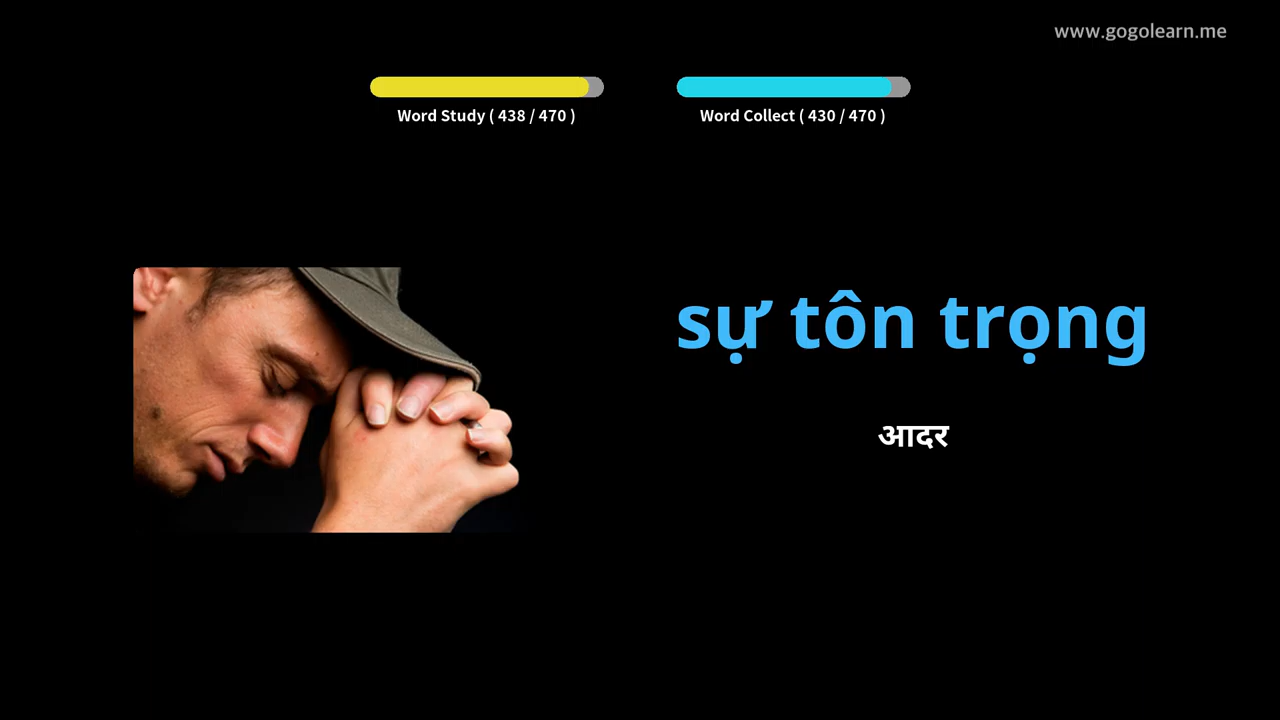 www.gogolearn.me
Word Study ( 438 / 470 )
Word Collect ( 430 / 470 )
sự tôn trọng
आदर